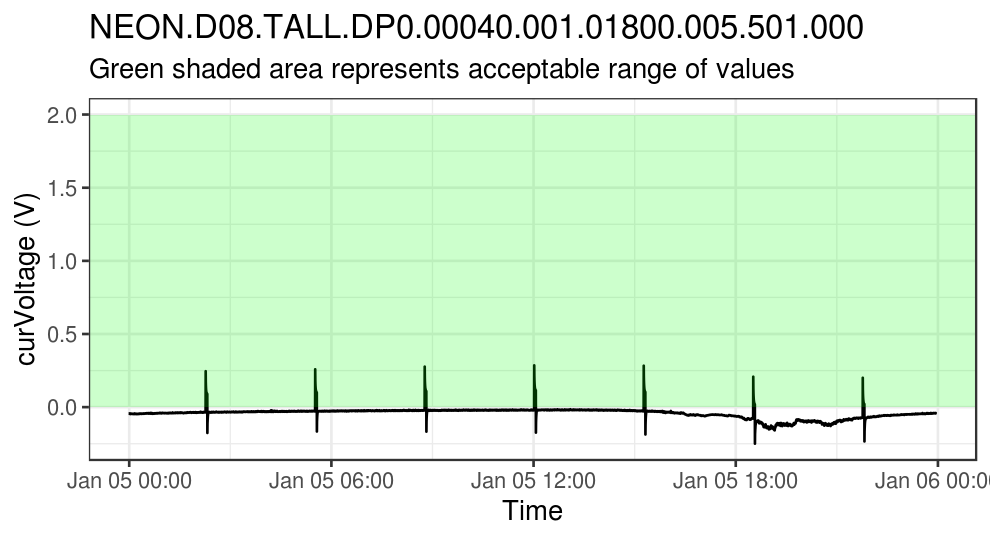 NEON.D08.TALL.DP0.00040.001.01800.005.501.000
Green shaded area represents acceptable range of values
curVoltage (V)
2.0
1.5
1.0
0.5
0.0
Jan 05 00:00 Jan 05 06:00 Jan 05 12:00 Jan 05 18:00 Jan 06 00:00
Time